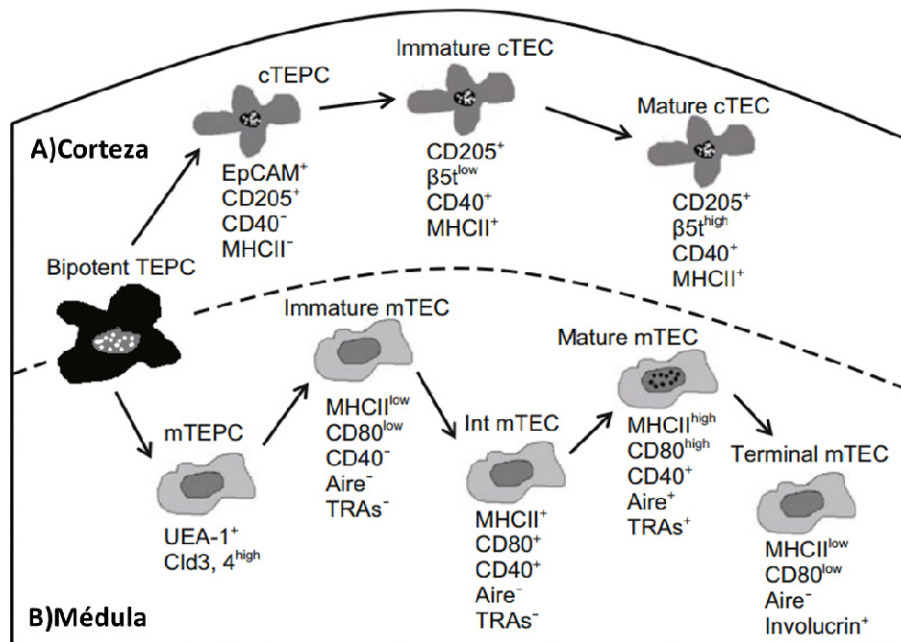 A)Corteza
cTEPC
EpCAM⁺
CD205⁺
CD40⁻
MHCII⁻
Immature cTEC
CD205⁺
β5tˡᵒʷ
CD40⁺
MHCII⁺
Mature cTEC
CD205⁺
β5tʰⁱᵍʰ
CD40⁺
MHCII⁺
Bipotent TEPC
mTEPC
UEA-1⁺
Cld3, 4ʰⁱᵍʰ
Immature mTEC
MHCIIˡᵒʷ
CD80ˡᵒʷ
CD40⁻
Aire⁻
TRAs⁻
Int mTEC
MHCII⁺
CD80⁺
CD40⁺
Aire⁻
TRAs⁻
Mature mTEC
MHCIIʰⁱᵍʰ
CD80ʰⁱᵍʰ
CD40⁺
Aire⁺
TRAs⁺
Terminal mTEC
MHCIIˡᵒʷ
CD80ˡᵒʷ
Aire⁻
Involucrin⁺
B)Médula